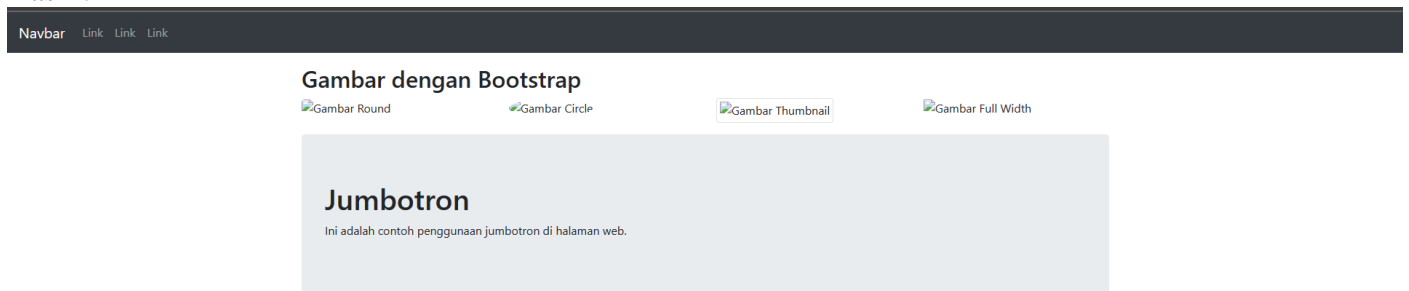 Navbar Link Link Link
Gambar dengan Bootstrap
Gambar Round Gambar Circle Gambar Thumbnail Gambar Full Width
Jumbotron
Ini adalah contoh penggunaan jumbotron di halaman web.